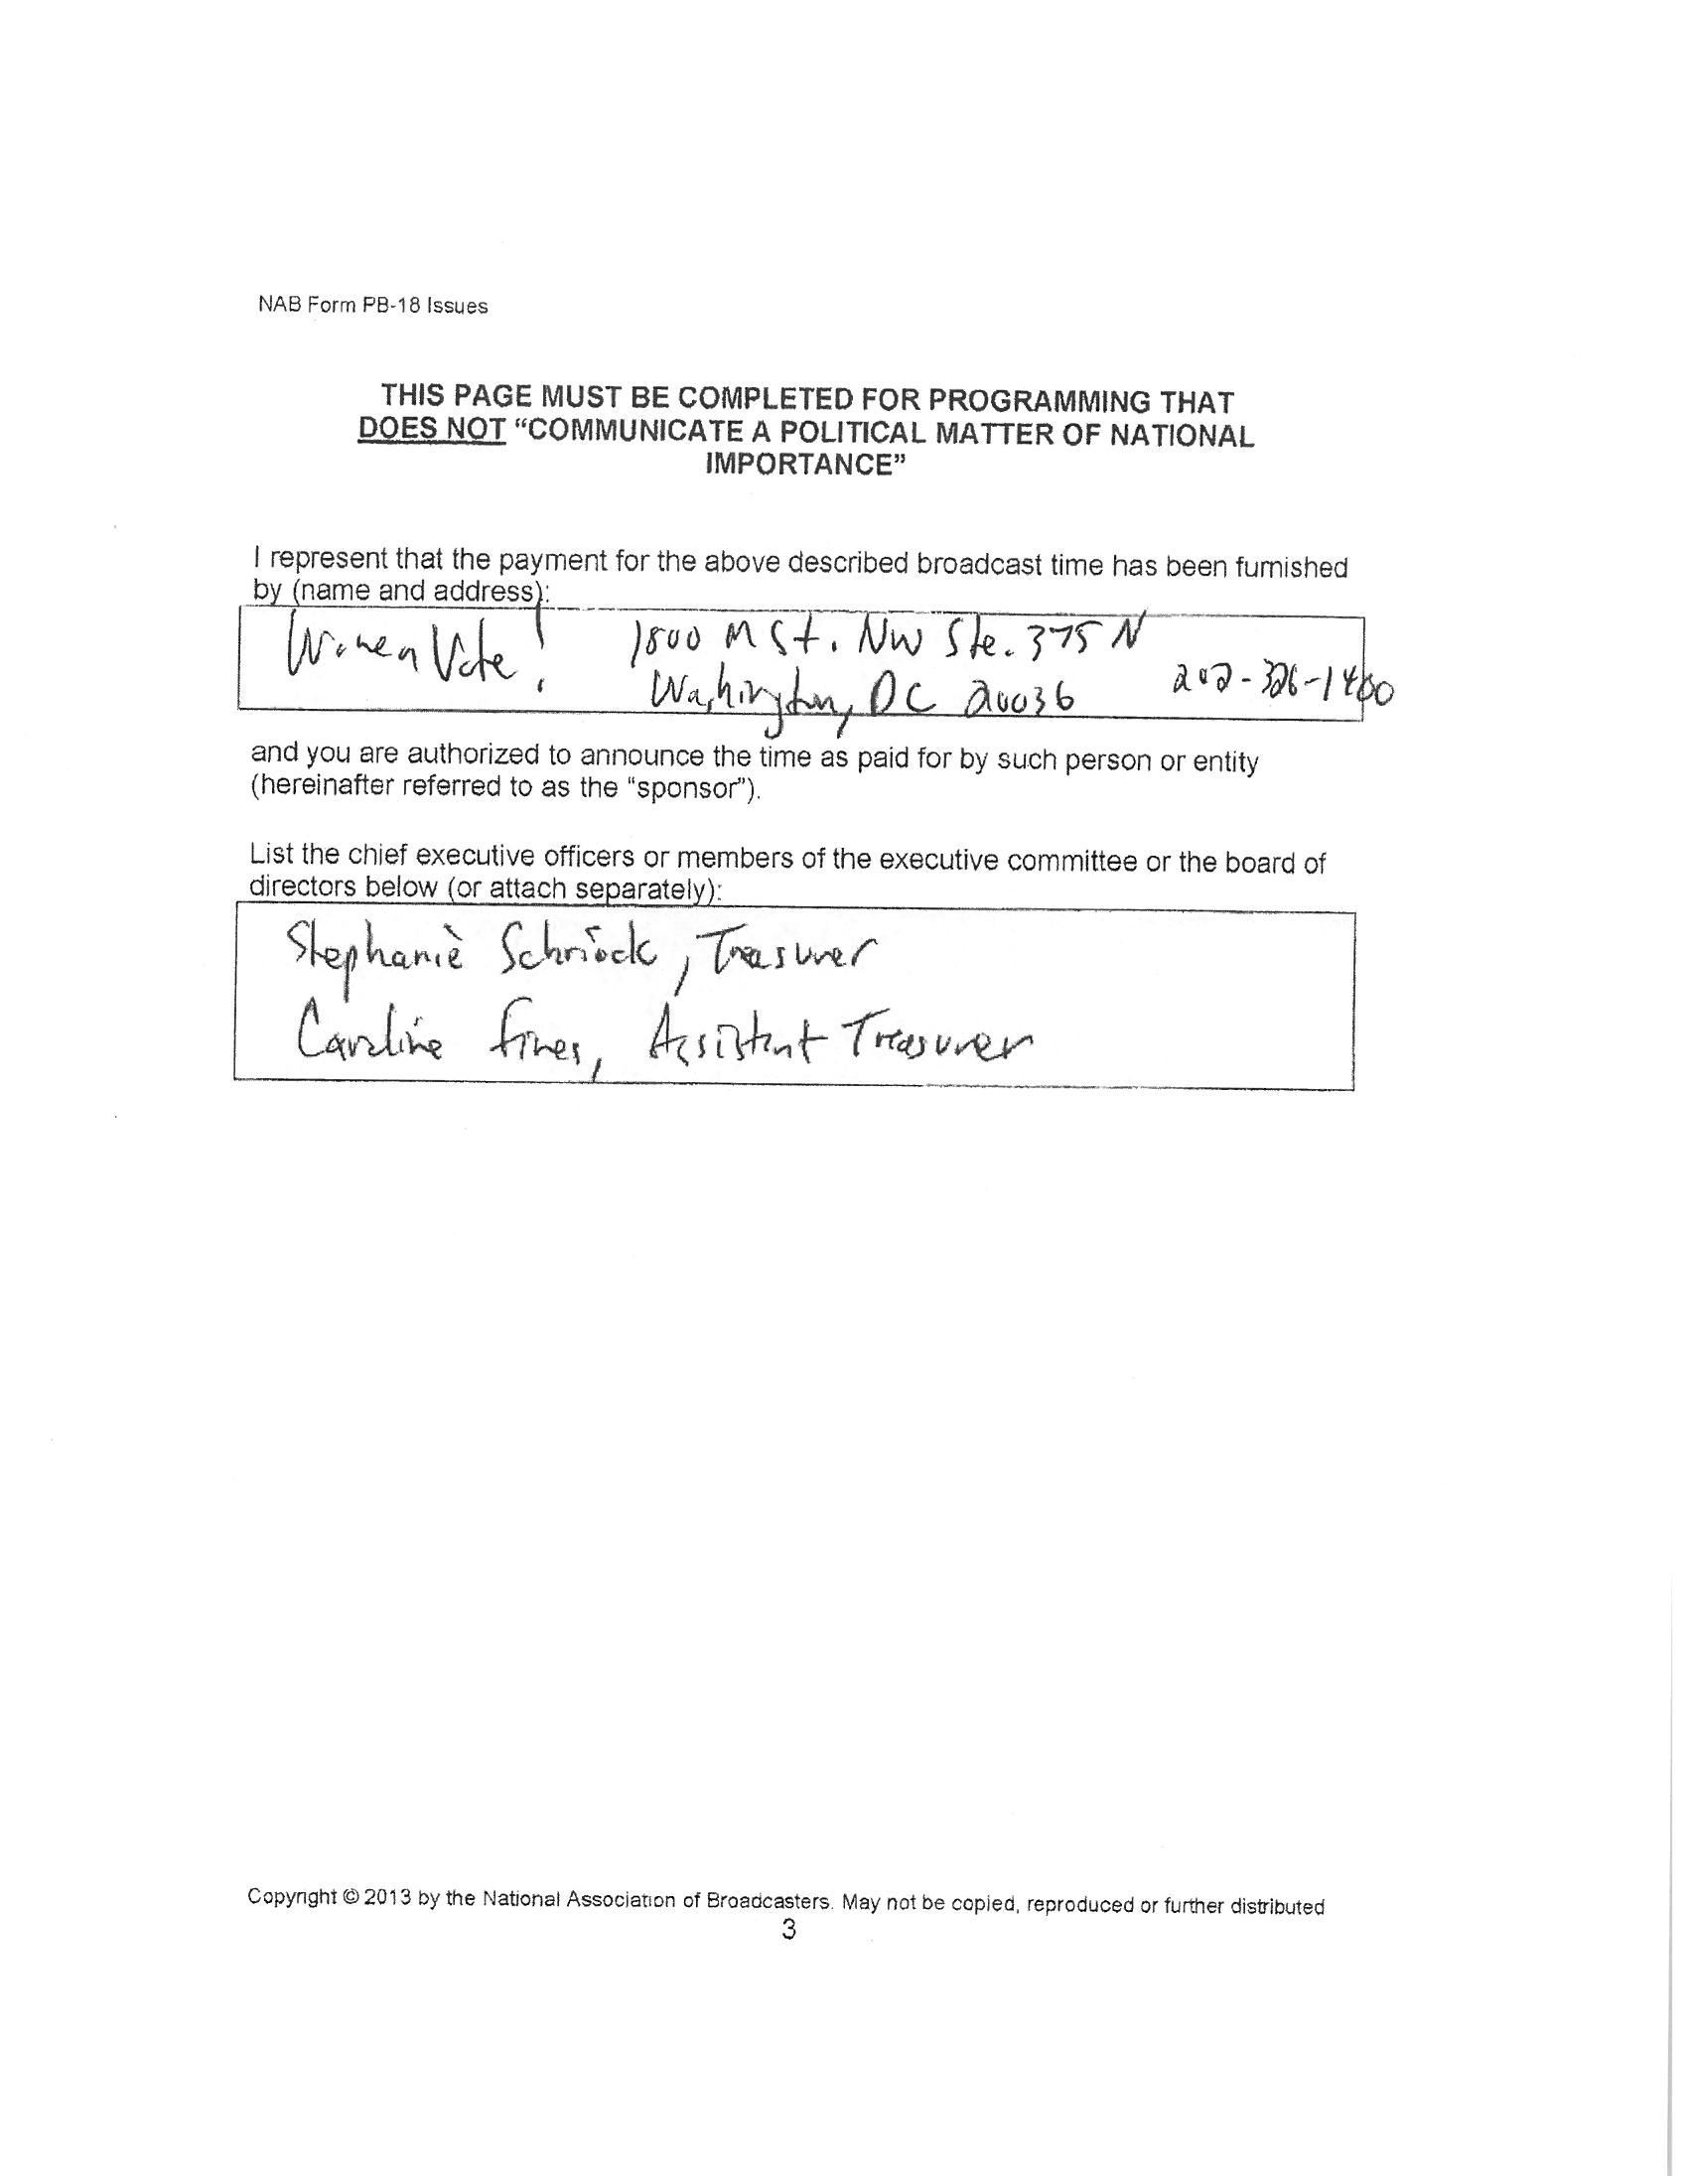 NAB Form PB-18 Issues
THIS PAGE MUST BE COMPLETED FOR PROGRAMMING THAT
DOES NOT “COMMUNICATE A POLITICAL MATTER OF NATIONAL
IMPORTANCE”
I represent that the payment for the above described broadcast time has been furnished
by (name and address):
Women Vote! 1800 M St. NW Ste. 375 N
Washington, DC 20036 202-326-1400
and you are authorized to announce the time as paid for by such person or entity
(hereinafter referred to as the “sponsor”).
List the chief executive officers or members of the executive committee or the board of
directors below (or attach separately):
Stephanie Schriock, Treasurer
Caroline Fines, Assistant Treasurer
Copyright © 2013 by the National Association of Broadcasters. May not be copied, reproduced or further distributed
3